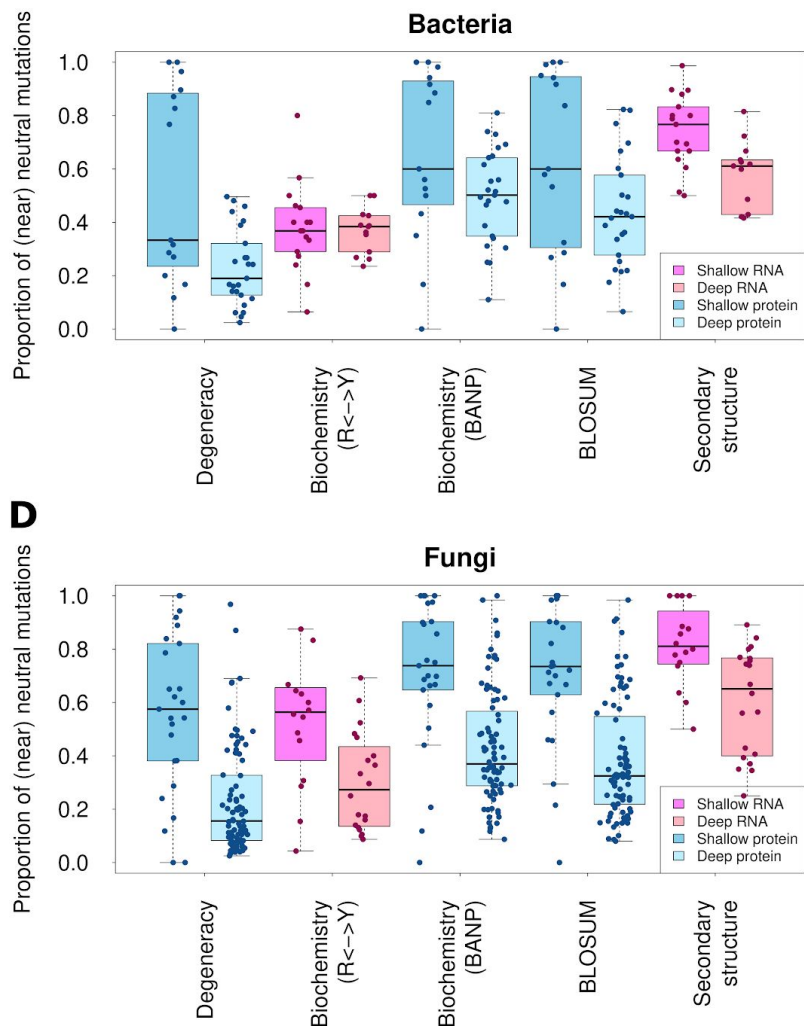 Bacteria
Proportion of (near) neutral mutations
1.0
0.8
0.6
0.4
0.2
0.0
Shallow RNA
Deep RNA
Shallow protein
Deep protein
Degeneracy
Biochemistry
(R<->Y)
Biochemistry
(BANP)
BLOSUM
Secondary
structure
D
Fungi
Proportion of (near) neutral mutations
1.0
0.8
0.6
0.4
0.2
0.0
Shallow RNA
Deep RNA
Shallow protein
Deep protein
Degeneracy
Biochemistry
(R<->Y)
Biochemistry
(BANP)
BLOSUM
Secondary
structure